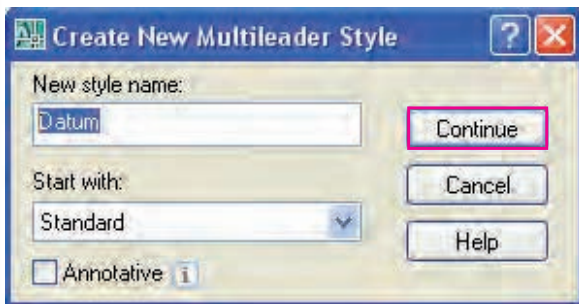 Create New Multileader Style
New style name:
Datum
Continue
Start with:
Cancel
Standard
Help
Annotative